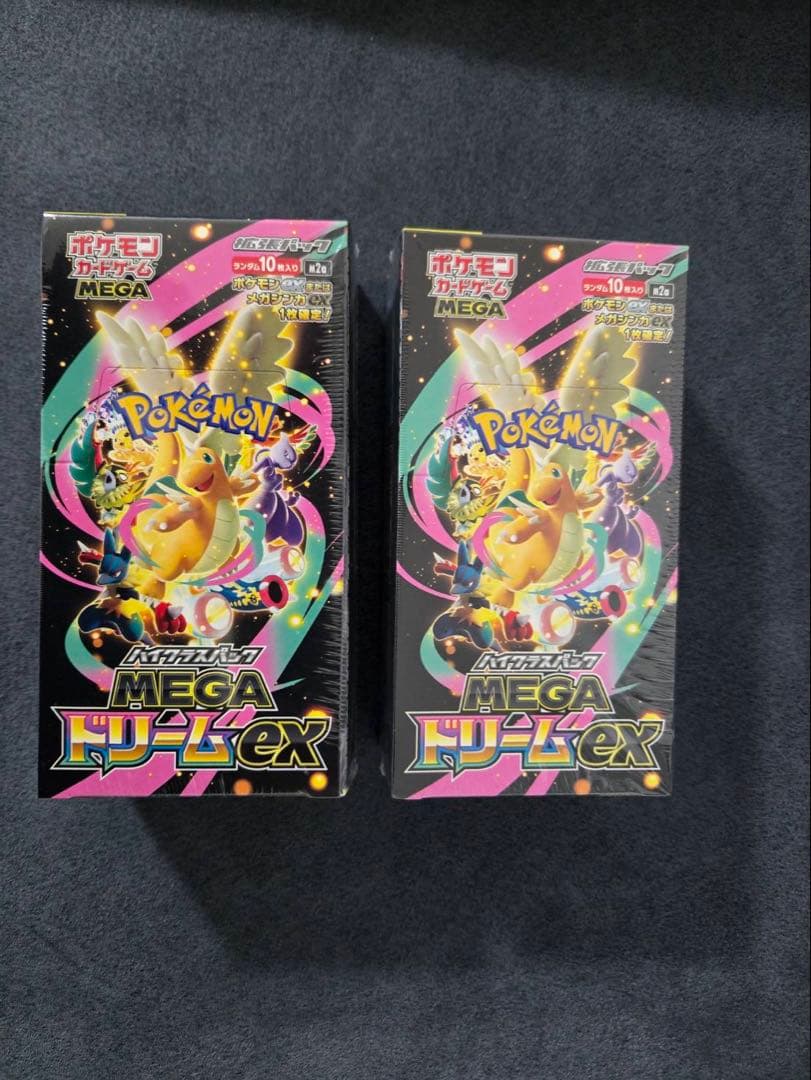 ポケモン
カードゲーム
MEGA
拡張パック
ランダム10枚入り
ポケモンexまたは
メガシンカex
1枚確定!
POKÉMON
ハイクラスパック
MEGA
ドリームex
ポケモン
カードゲーム
MEGA
拡張パック
ランダム10枚入り
ポケモンexまたは
メガシンカex
1枚確定!
POKÉMON
ハイクラスパック
MEGA
ドリームex